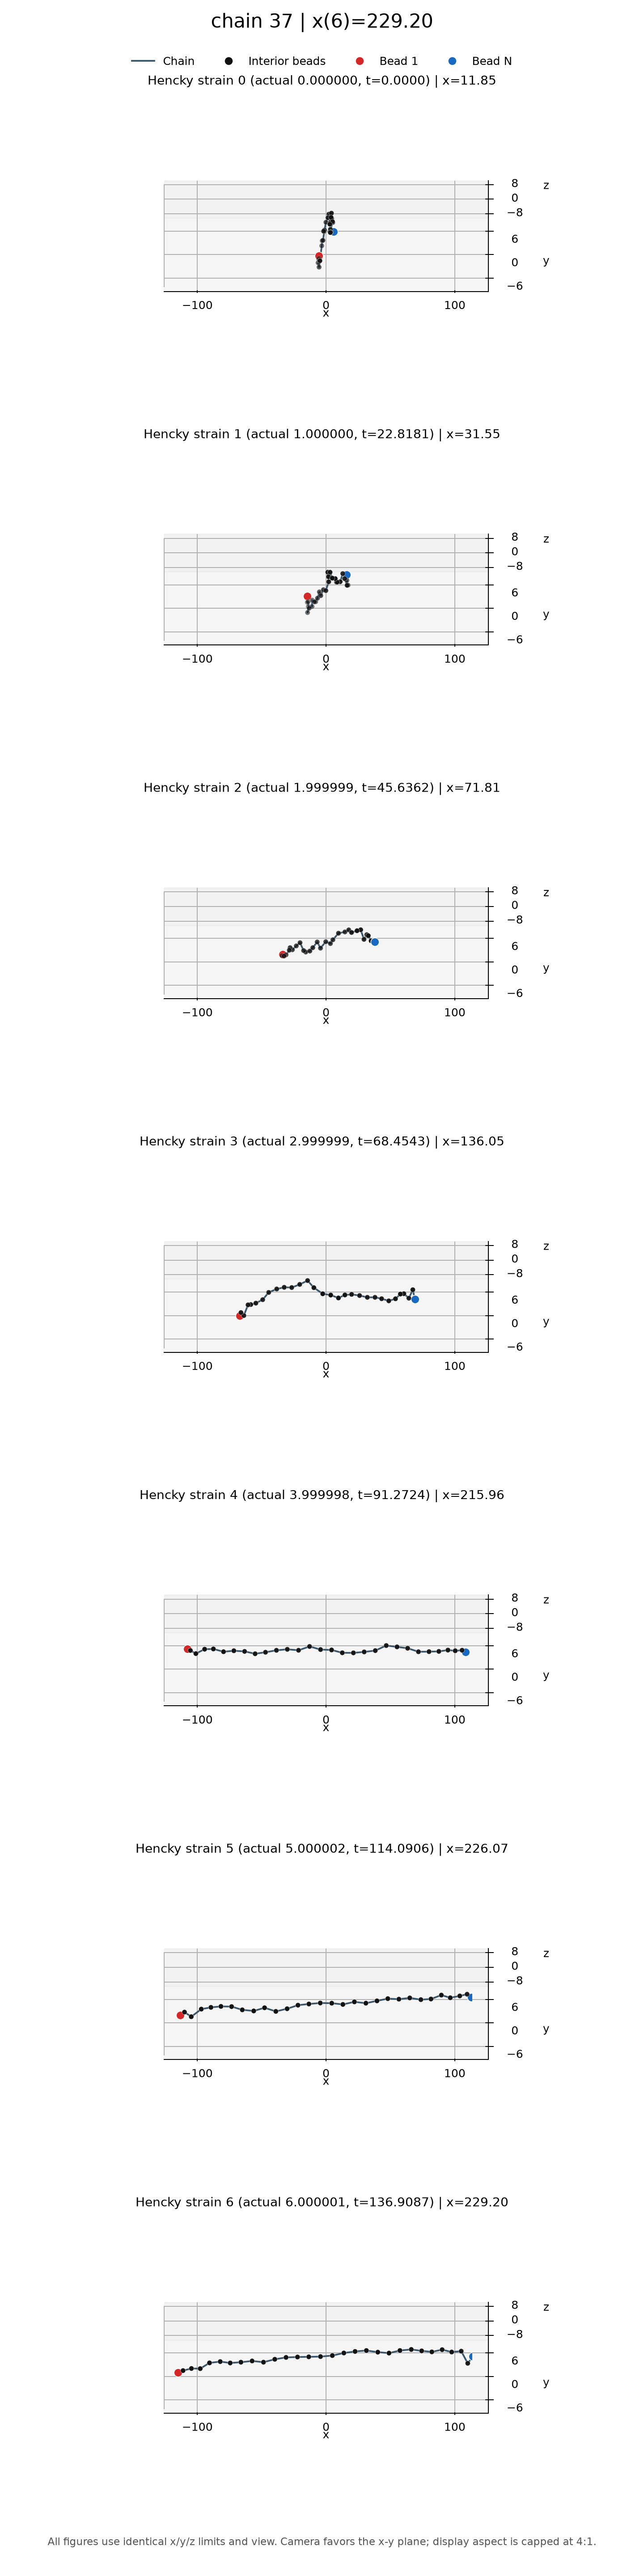 chain 37 | x(6)=229.20
Chain Interior beads Bead 1 Bead N
Hencky strain 0 (actual 0.000000, t=0.0000) | x=11.85
8
0
−8
z
6
0
−6
y
−100 0 100
x
Hencky strain 1 (actual 1.000000, t=22.8181) | x=31.55
8
0
−8
z
6
0
−6
y
−100 0 100
x
Hencky strain 2 (actual 1.999999, t=45.6362) | x=71.81
8
0
−8
z
6
0
−6
y
−100 0 100
x
Hencky strain 3 (actual 2.999999, t=68.4543) | x=136.05
8
0
−8
z
6
0
−6
y
−100 0 100
x
Hencky strain 4 (actual 3.999998, t=91.2724) | x=215.96
8
0
−8
z
6
0
−6
y
−100 0 100
x
Hencky strain 5 (actual 5.000002, t=114.0906) | x=226.07
8
0
−8
z
6
0
−6
y
−100 0 100
x
Hencky strain 6 (actual 6.000001, t=136.9087) | x=229.20
8
0
−8
z
6
0
−6
y
−100 0 100
x
All figures use identical x/y/z limits and view. Camera favors the x-y plane; display aspect is capped at 4:1.